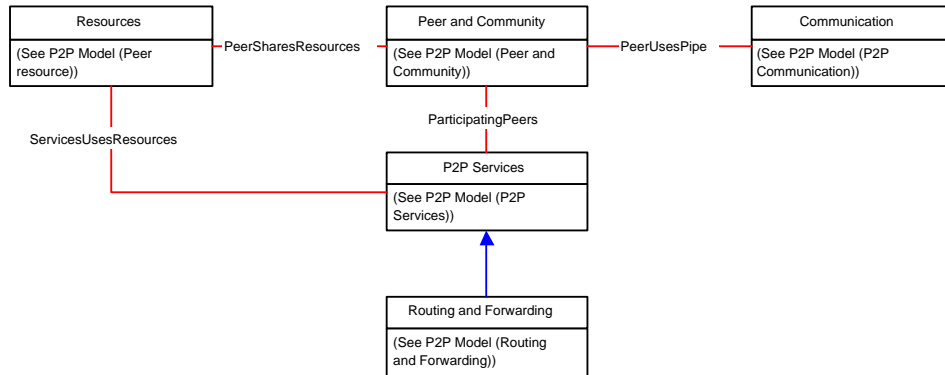 Resources
Peer and Community
Communication
(See P2P Model (Peer
resource))
PeerSharesResources
(See P2P Model (Peer and
Community))
PeerUsesPipe
(See P2P Model (P2P
Communication))
ParticipatingPeers
ServicesUsesResources
P2P Services
(See P2P Model (P2P
Services))
Routing and Forwarding
(See P2P Model (Routing
and Forwarding))